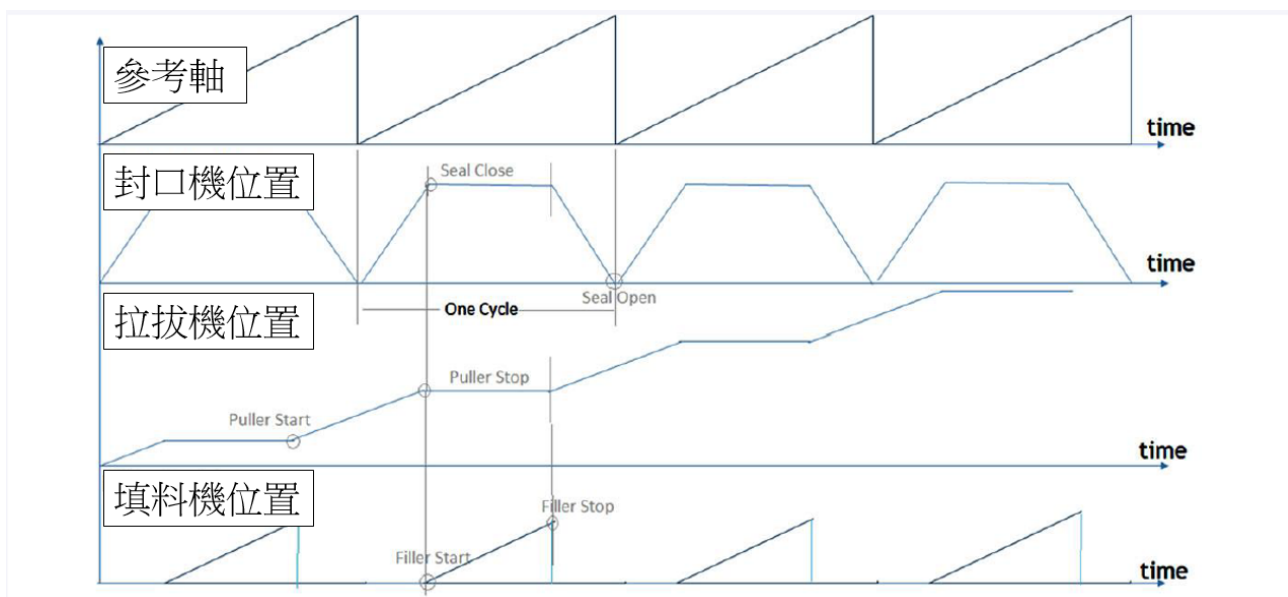 參考軸
time
封口機位置
Seal Close
time
Seal Open
One Cycle
拉拔機位置
Puller Stop
Puller Start
time
填料機位置
Filler Stop
Filler Start
time